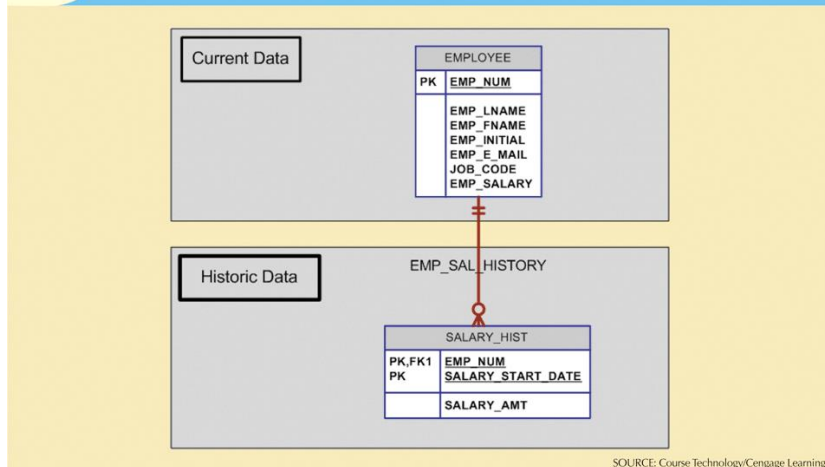 Current Data
EMPLOYEE
PK EMP_NUM
EMP_LNAME
EMP_FNAME
EMP_INITIAL
EMP_E_MAIL
JOB_CODE
EMP_SALARY
Historic Data
EMP_SAL_HISTORY
SALARY_HIST
PK,FK1 EMP_NUM
PK SALARY_START_DATE
SALARY_AMT
SOURCE: Course Technology/Cengage Learning